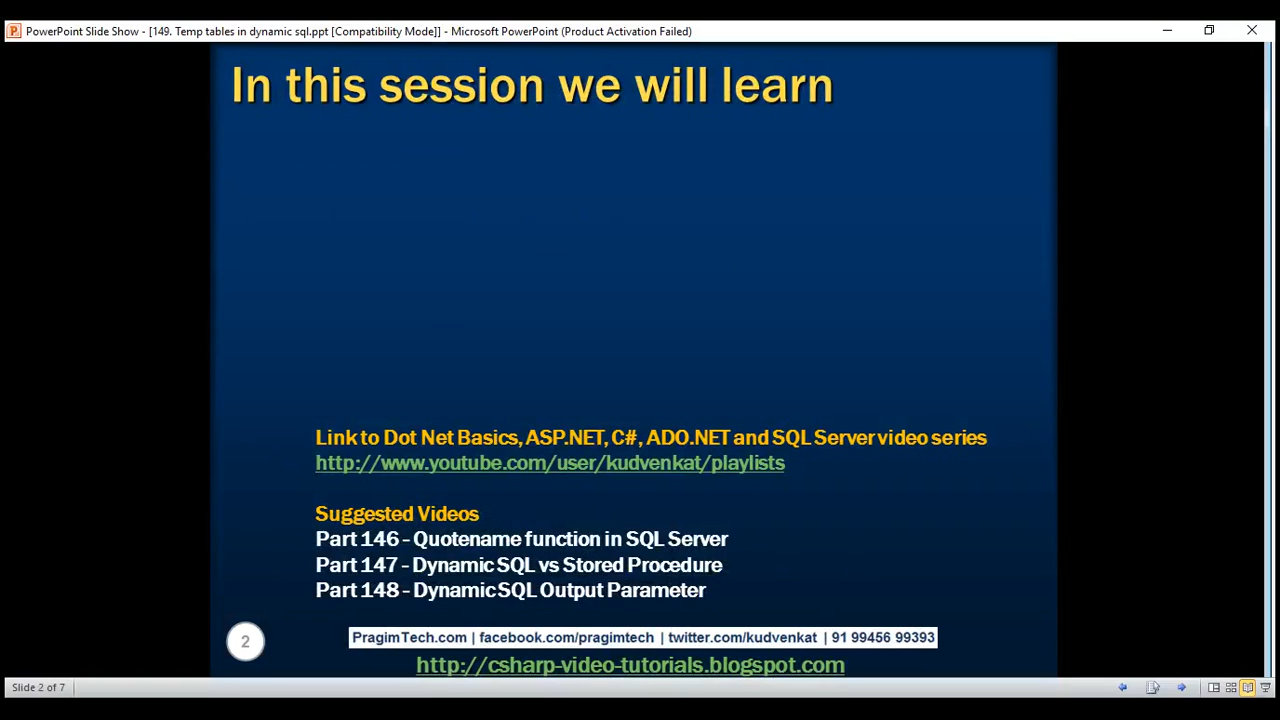 PowerPoint Slide Show - [149. Temp tables in dynamic sql.ppt [Compatibility Mode]] - Microsoft PowerPoint (Product Activation Failed)
In this session we will learn
Link to Dot Net Basics, ASP.NET, C#, ADO.NET and SQL Server video series
http://www.youtube.com/user/kudvenkat/playlists
Suggested Videos
Part 146 - Quotename function in SQL Server
Part 147 - Dynamic SQL vs Stored Procedure
Part 148 - Dynamic SQL Output Parameter
2
PragimTech.com | facebook.com/pragimtech | twitter.com/kudvenkat | 91 99456 99393
http://csharp-video-tutorials.blogspot.com
Slide 2 of 7